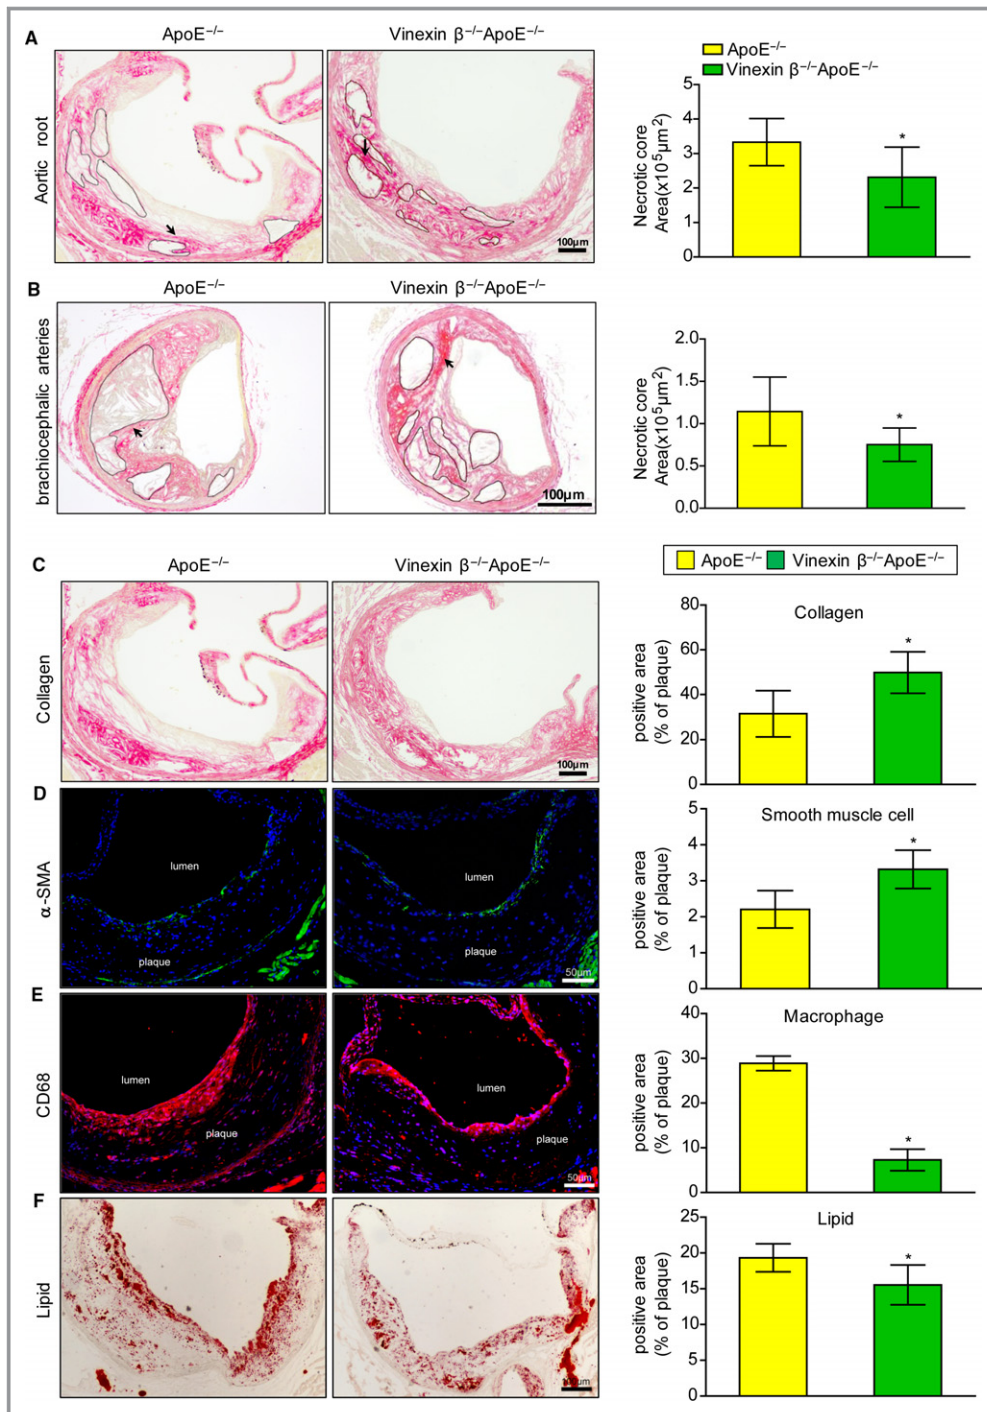 A
ApoE⁻/⁻
Vinexin β⁻/⁻ApoE⁻/⁻
Aortic root
100µm
ApoE⁻/⁻
Vinexin β⁻/⁻ApoE⁻/⁻
Necrotic core
Area(x10⁵µm²)
5
4
3
2
1
0
*
B
ApoE⁻/⁻
Vinexin β⁻/⁻ApoE⁻/⁻
brachiocephalic arteries
100µm
Necrotic core
Area(x10⁵µm²)
2.0
1.5
1.0
0.5
0.0
*
C
ApoE⁻/⁻
Vinexin β⁻/⁻ApoE⁻/⁻
Collagen
100µm
ApoE⁻/⁻ Vinexin β⁻/⁻ApoE⁻/⁻
Collagen
positive area
(% of plaque)
80
60
40
20
0
*
D
α-SMA
lumen
plaque
lumen
plaque
50µm
Smooth muscle cell
positive area
(% of plaque)
5
4
3
2
1
0
*
E
CD68
lumen
plaque
lumen
plaque
50µm
Macrophage
positive area
(% of plaque)
40
30
20
10
0
*
F
Lipid
100µm
Lipid
positive area
(% of plaque)
25
20
15
10
5
0
*